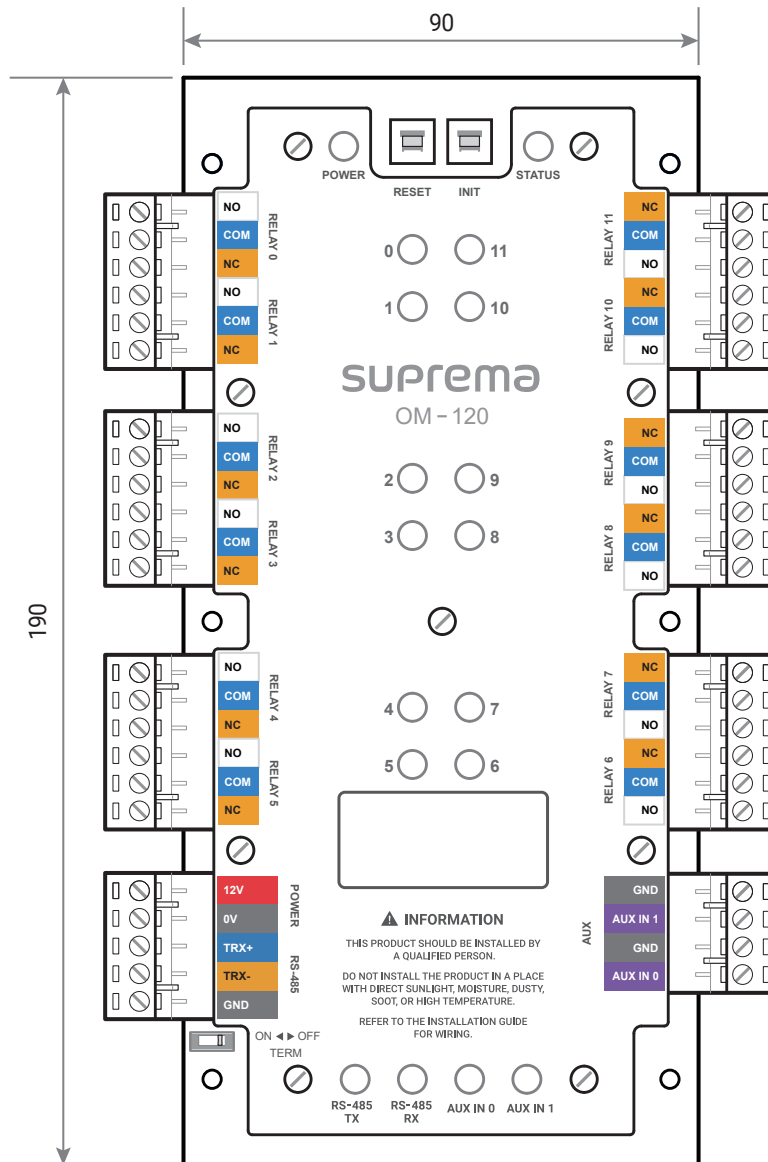 90
190
POWER
RESET
INIT
STATUS
NO
COM
NC
RELAY 0
NO
COM
NC
RELAY 1
NC
COM
NO
RELAY 11
NC
COM
NO
RELAY 10
0
11
1
10
suprema
OM – 120
NO
COM
NC
RELAY 2
NO
COM
NC
RELAY 3
NC
COM
NO
RELAY 9
NC
COM
NO
RELAY 8
2
9
3
8
NO
COM
NC
RELAY 4
NO
COM
NC
RELAY 5
NC
COM
NO
RELAY 7
NC
COM
NO
RELAY 6
4
7
5
6
12V
0V
POWER
TRX+
TRX-
GND
RS-485
GND
AUX IN 1
GND
AUX IN 0
AUX
INFORMATION
THIS PRODUCT SHOULD BE INSTALLED BY
A QUALIFIED PERSON.
DO NOT INSTALL THE PRODUCT IN A PLACE
WITH DIRECT SUNLIGHT, MOISTURE, DUSTY,
SOOT, OR HIGH TEMPERATURE.
REFER TO THE INSTALLATION GUIDE
FOR WIRING.
ON ◄ ► OFF
TERM
RS-485
TX
RS-485
RX
AUX IN 0
AUX IN 1